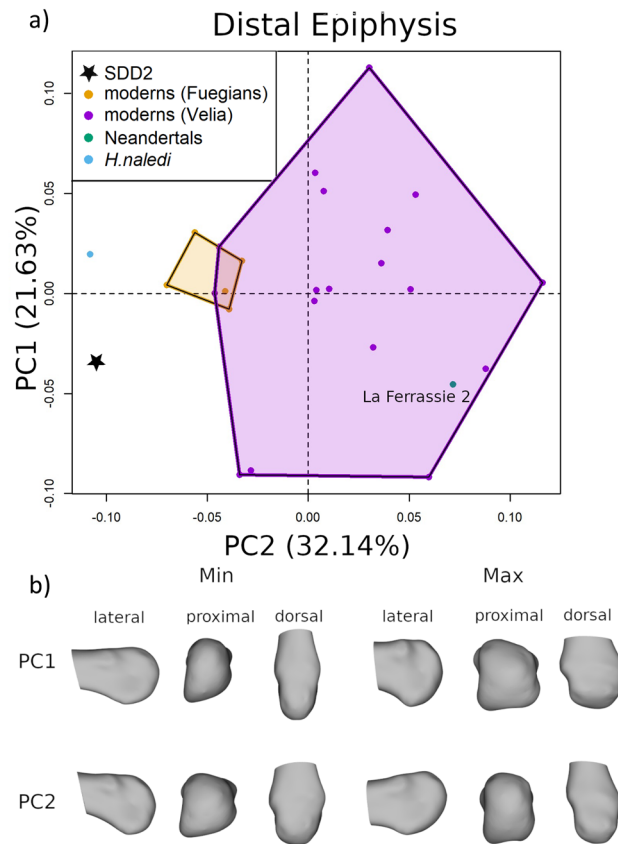 a)
Distal Epiphysis
SDD2
moderns (Fuegians)
moderns (Velia)
Neandertals
H.naledi
PC1 (21.63%)
0.10
0.05
0.00
-0.05
-0.10
La Ferrassie 2
-0.10
-0.05
0.00
0.05
0.10
PC2 (32.14%)
b)
Min
Max
lateral
proximal
dorsal
lateral
proximal
dorsal
PC1
PC2